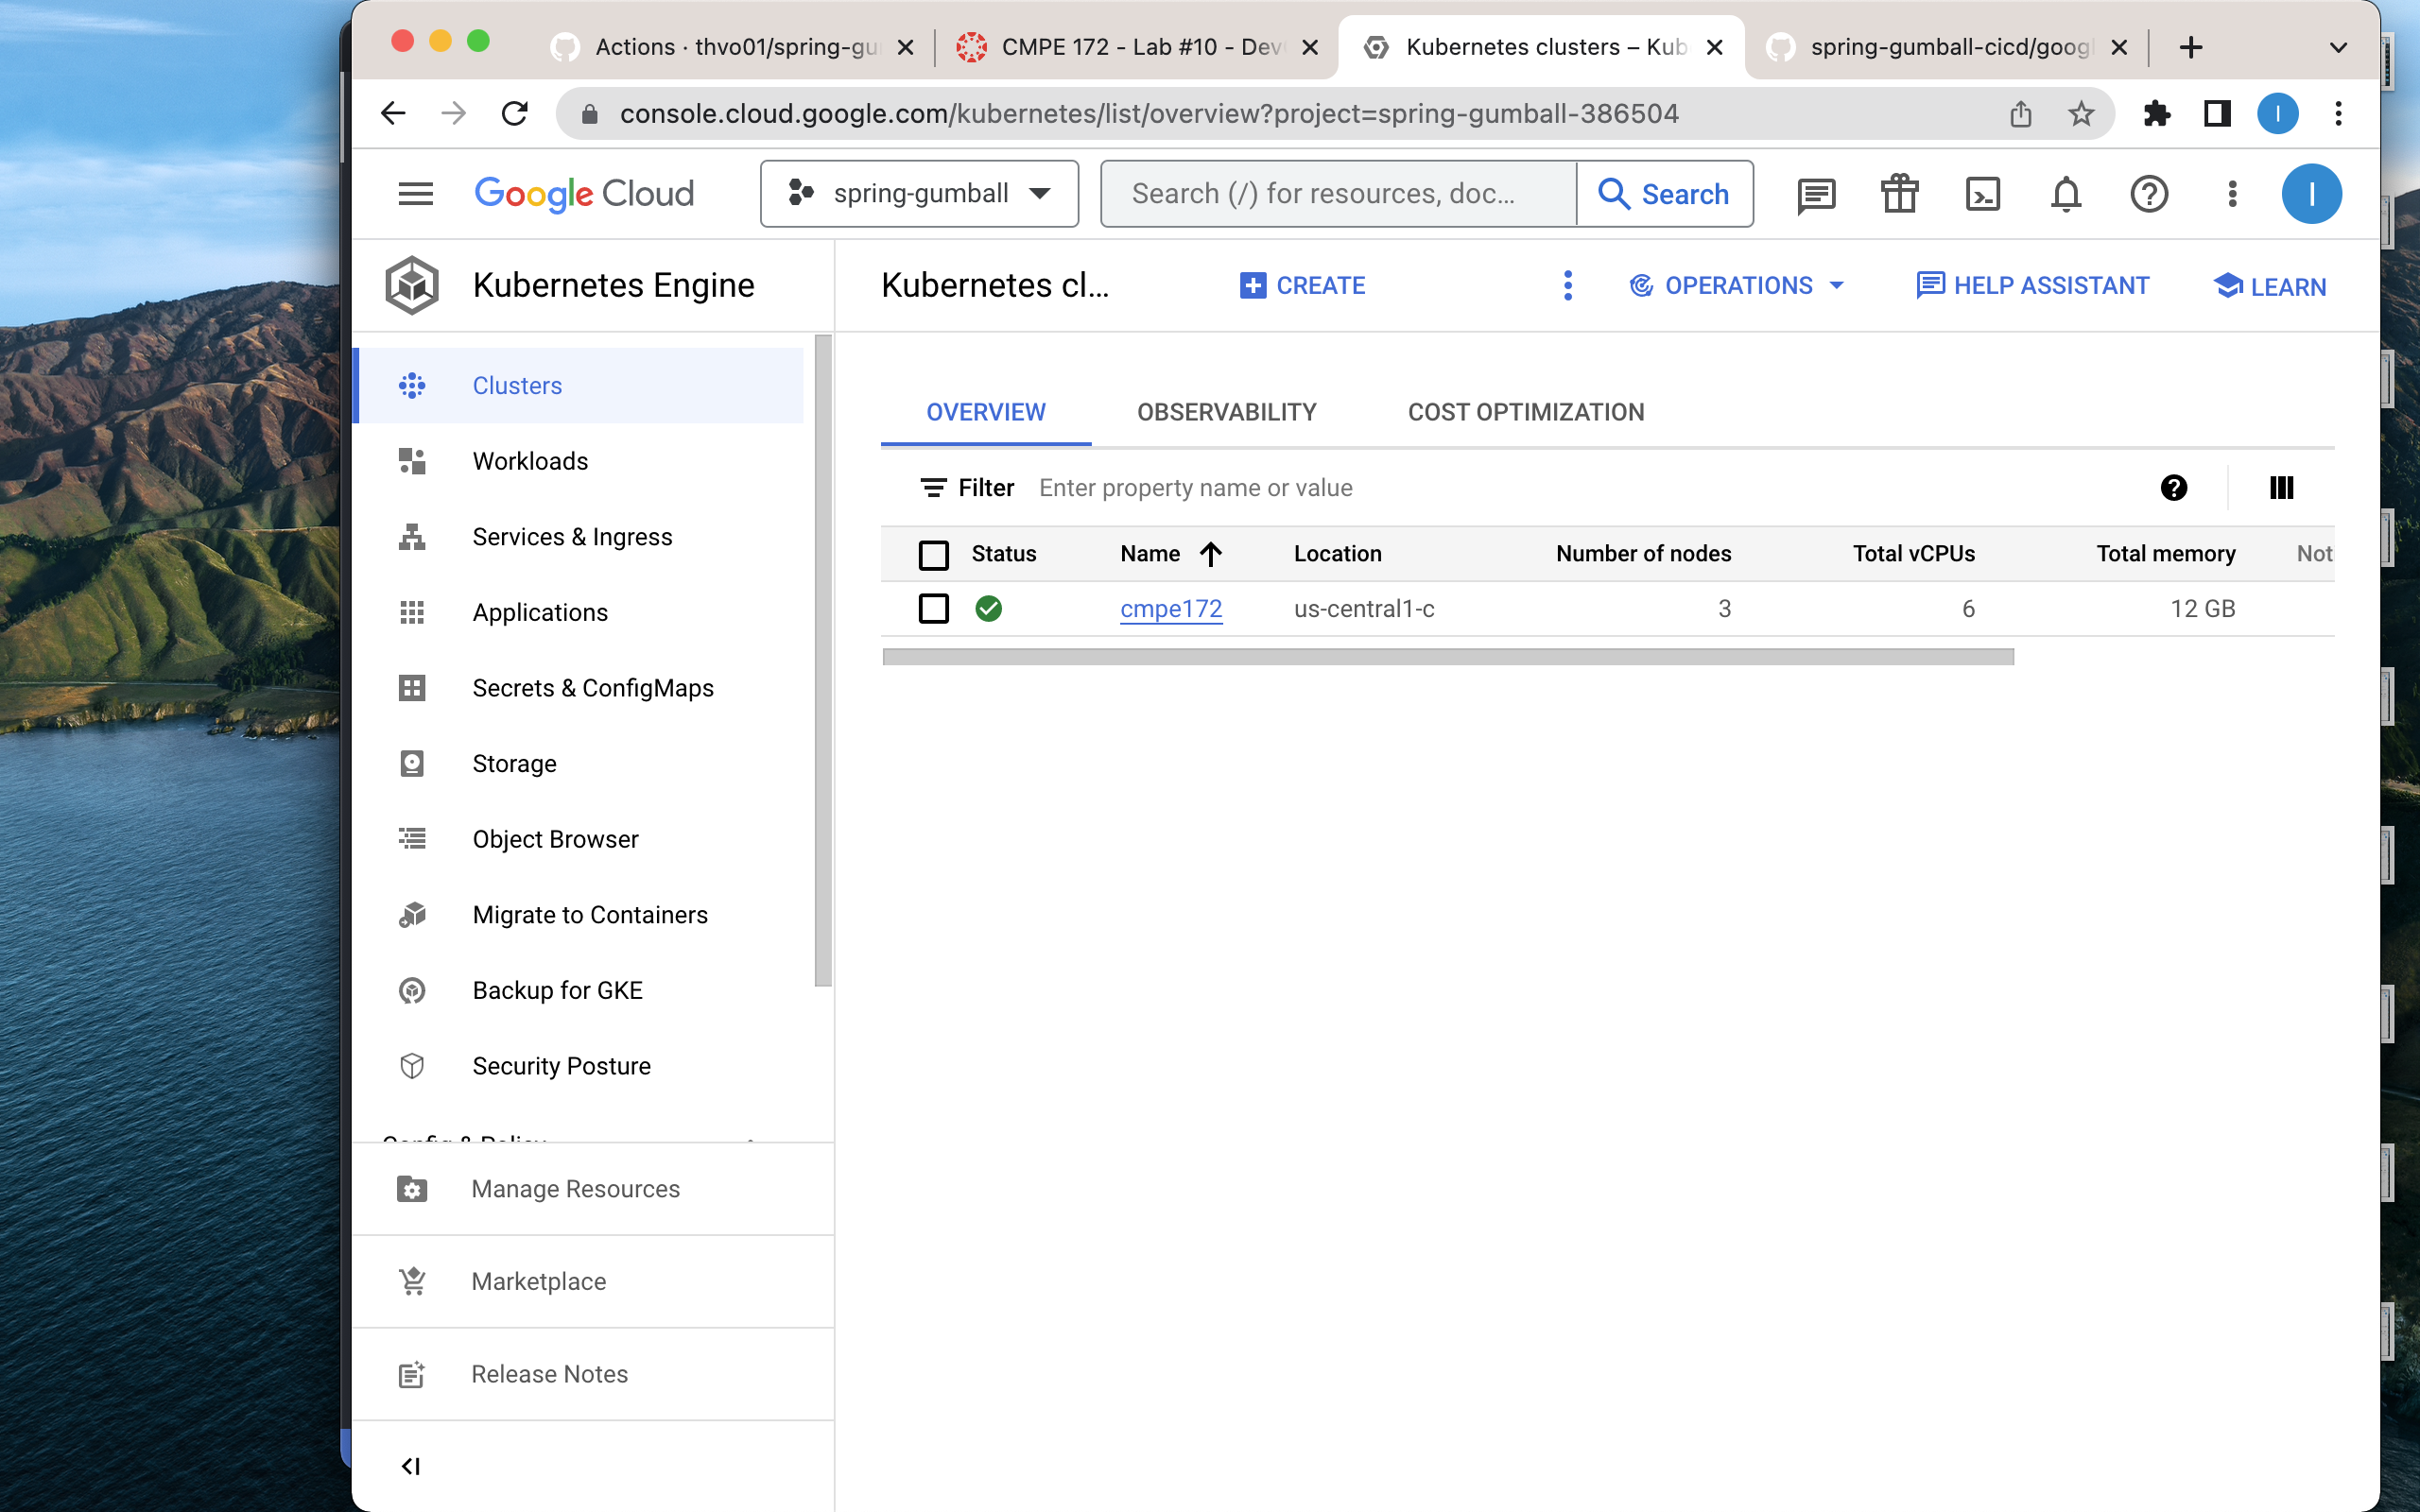 Actions · thvo01/spring-gu
CMPE 172 - Lab #10 - Dev
Kubernetes clusters – Kub
spring-gumball-cicd/goog
console.cloud.google.com/kubernetes/list/overview?project=spring-gumball-386504
I
Google Cloud
spring-gumball
Search (/) for resources, doc...
Search
I
Kubernetes Engine
Kubernetes cl...
CREATE
OPERATIONS
HELP ASSISTANT
LEARN
Clusters
Workloads
Services & Ingress
Applications
Secrets & ConfigMaps
Storage
Object Browser
Migrate to Containers
Backup for GKE
Security Posture
Config & Policy
Manage Resources
Marketplace
Release Notes
OVERVIEW OBSERVABILITY COST OPTIMIZATION
Filter Enter property name or value
Status Name Location Number of nodes Total vCPUs Total memory Not
cmpe172 us-central1-c 3 6 12 GB